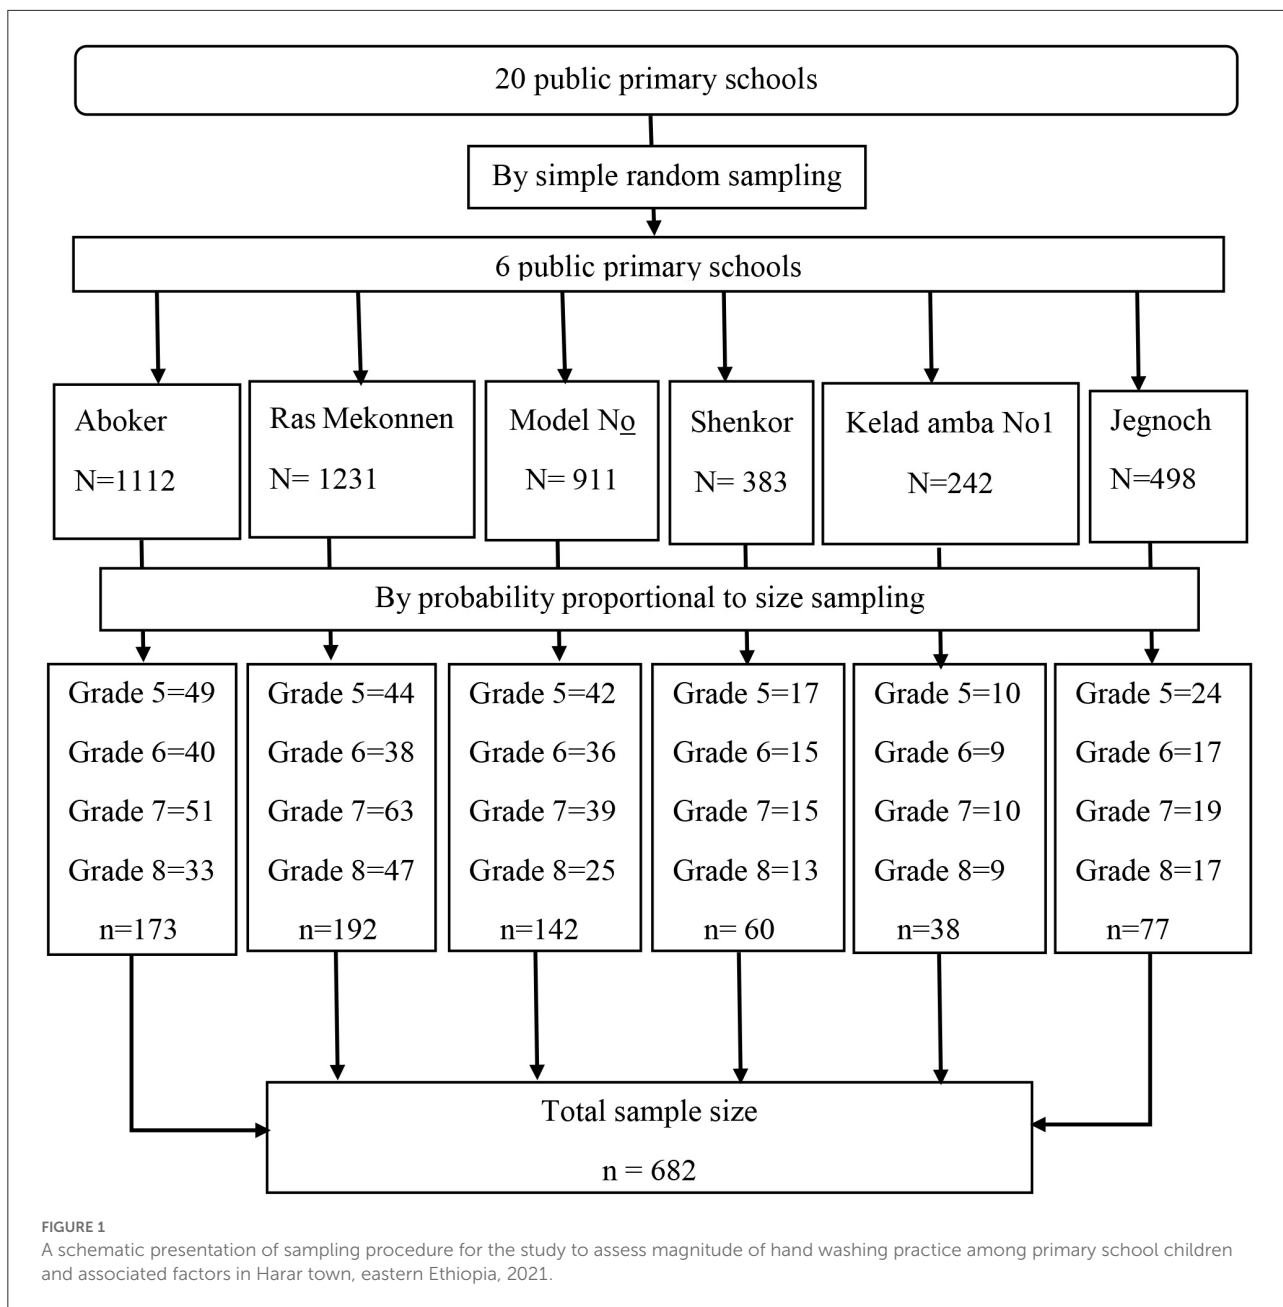 20 public primary schools
By simple random sampling
6 public primary schools
Aboker
N=1112
Ras Mekonnen
N= 1231
Model No
N= 911
Shenkor
N= 383
Kelad amba No1
N=242
Jegnoch
N=498
By probability proportional to size sampling
Grade 5=49
Grade 6=40
Grade 7=51
Grade 8=33
n=173
Grade 5=44
Grade 6=38
Grade 7=63
Grade 8=47
n=192
Grade 5=42
Grade 6=36
Grade 7=39
Grade 8=25
n=142
Grade 5=17
Grade 6=15
Grade 7=15
Grade 8=13
n= 60
Grade 5=10
Grade 6=9
Grade 7=10
Grade 8=9
n=38
Grade 5=24
Grade 6=17
Grade 7=19
Grade 8=17
n=77
Total sample size
n = 682
FIGURE 1
A schematic presentation of sampling procedure for the study to assess magnitude of hand washing practice among primary school children
and associated factors in Harar town, eastern Ethiopia, 2021.